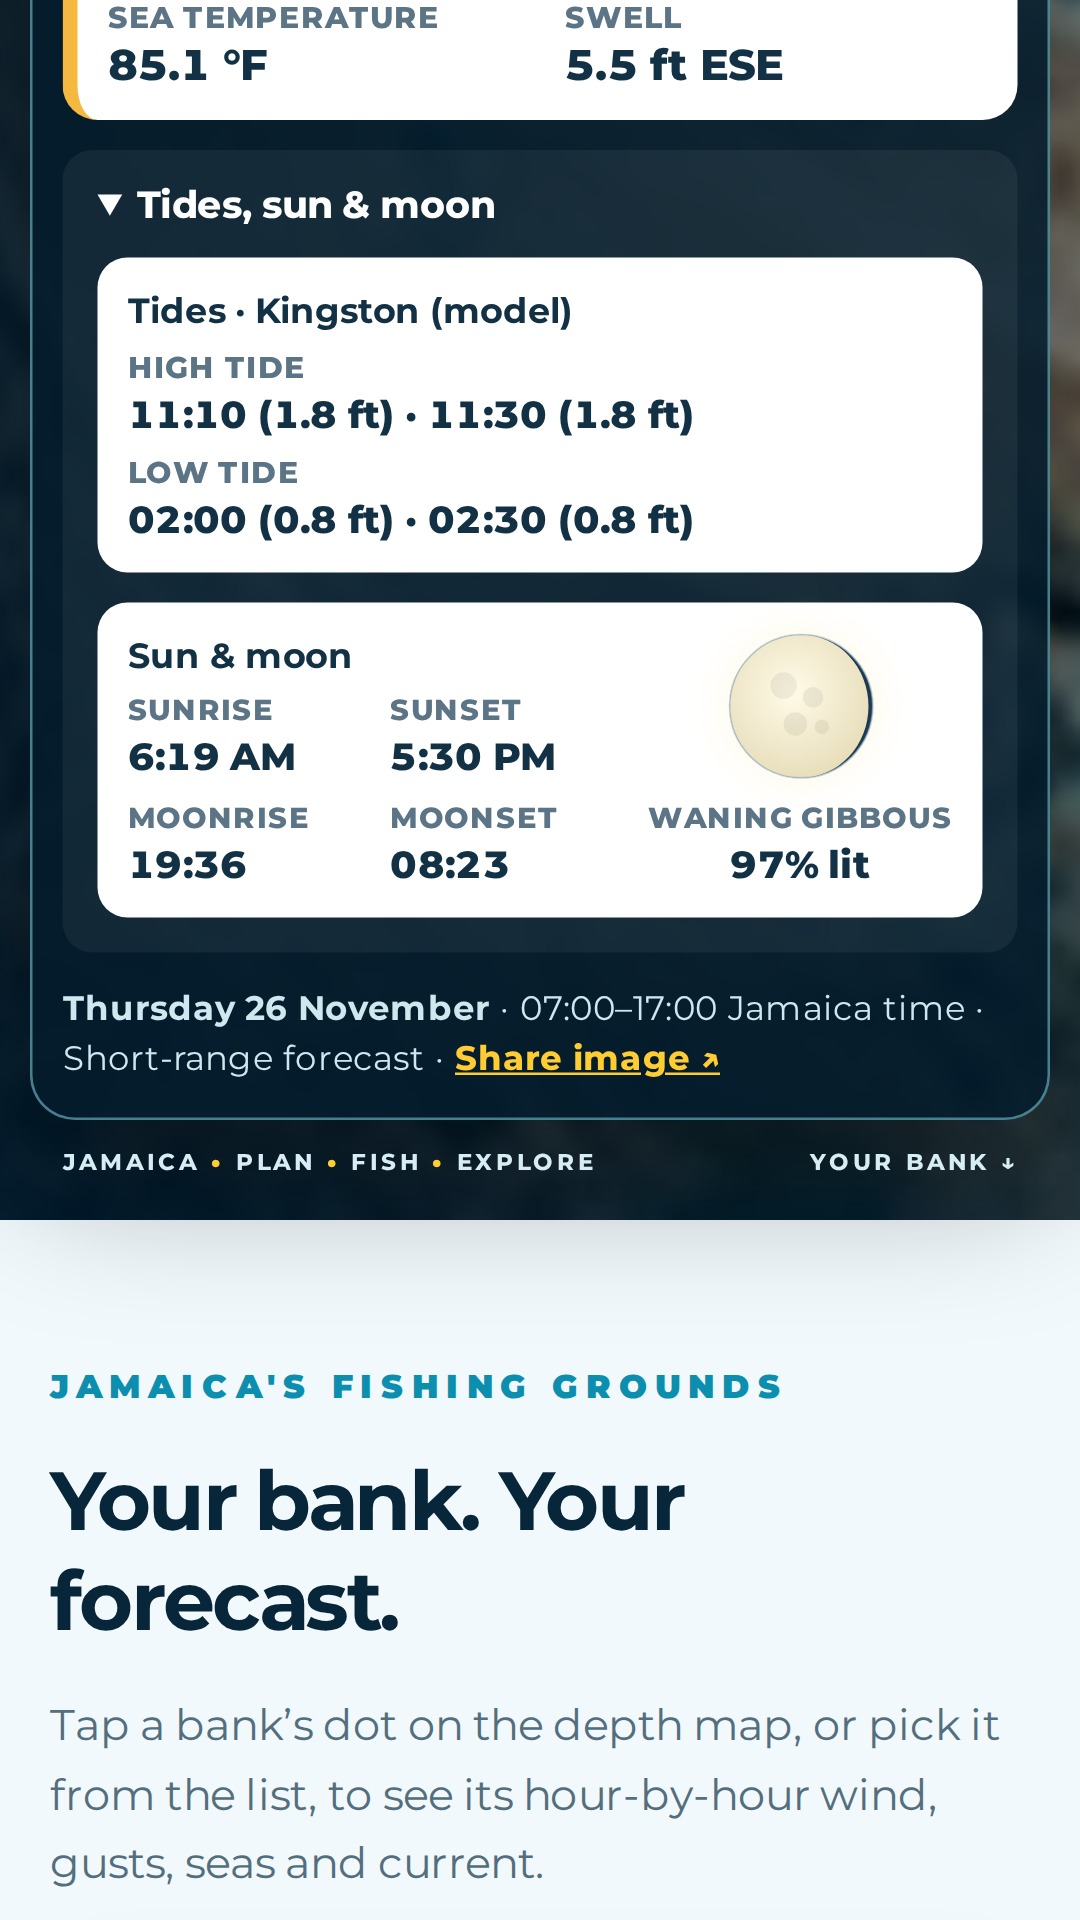 SEA TEMPERATURE SWELL
85.1 °F 5.5 ft ESE
▼ Tides, sun & moon
Tides · Kingston (model)
HIGH TIDE
11:10 (1.8 ft) · 11:30 (1.8 ft)
LOW TIDE
02:00 (0.8 ft) · 02:30 (0.8 ft)
Sun & moon
SUNRISE SUNSET
6:19 AM 5:30 PM
MOONRISE MOONSET WANING GIBBOUS
19:36 08:23 97% lit
Thursday 26 November · 07:00–17:00 Jamaica time ·
Short-range forecast · Share image ↗
JAMAICA • PLAN • FISH • EXPLORE YOUR BANK ↓
JAMAICA'S FISHING GROUNDS
Your bank. Your
forecast.
Tap a bank’s dot on the depth map, or pick it
from the list, to see its hour-by-hour wind,
gusts, seas and current.